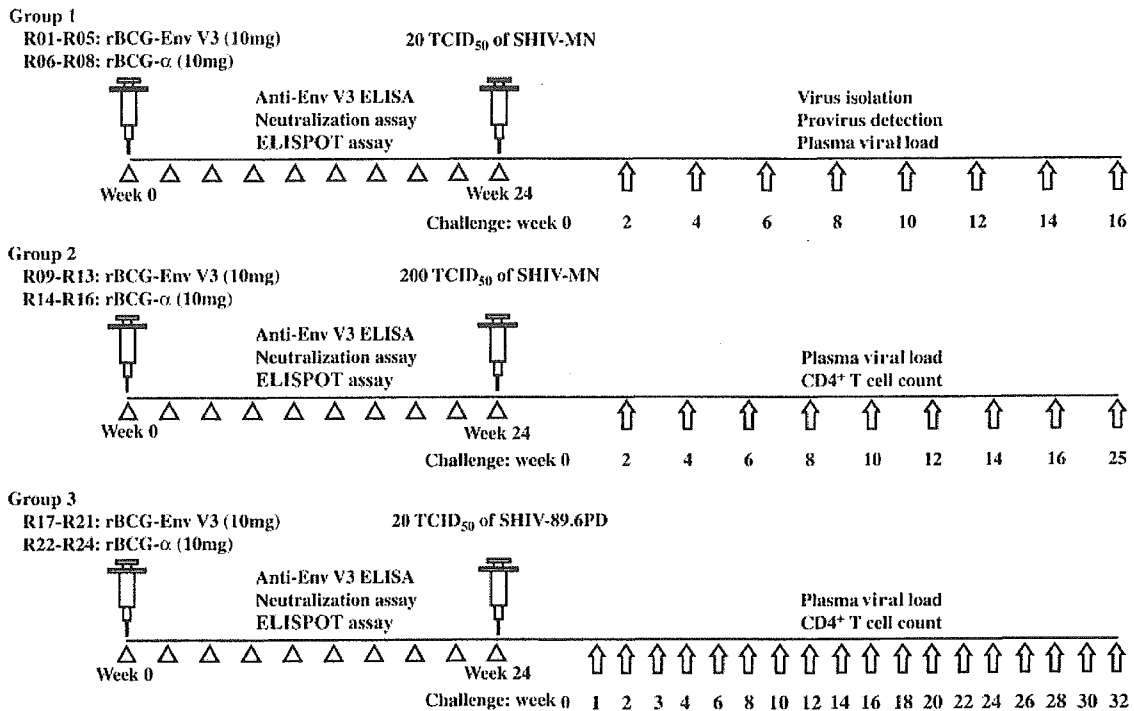 Group 1
R01-R05: rBCG-Env V3 (10mg)
R06-R08: rBCG-α (10mg)
20 TCID50 of SHIV-MN
Anti-Env V3 ELISA
Neutralization assay
ELISPOT assay
Virus isolation
Provirus detection
Plasma viral load
Week 0
Week 24
Challenge: week 0 2 4 6 8 10 12 14 16
Group 2
R09-R13: rBCG-Env V3 (10mg)
R14-R16: rBCG-α (10mg)
200 TCID50 of SHIV-MN
Anti-Env V3 ELISA
Neutralization assay
ELISPOT assay
Plasma viral load
CD4+ T cell count
Week 0
Week 24
Challenge: week 0 2 4 6 8 10 12 14 16 25
Group 3
R17-R21: rBCG-Env V3 (10mg)
R22-R24: rBCG-α (10mg)
20 TCID50 of SHIV-89.6PD
Anti-Env V3 ELISA
Neutralization assay
ELISPOT assay
Plasma viral load
CD4+ T cell count
Week 0
Week 24
Challenge: week 0 1 2 3 4 6 8 10 12 14 16 18 20 22 24 26 28 30 32